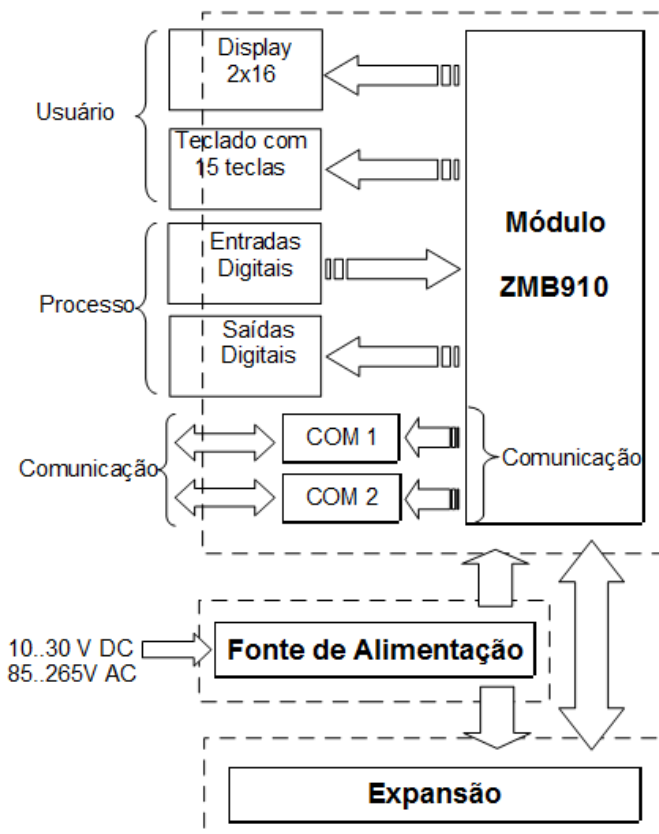 Display
2x16
Usuário
Teclado com
15 teclas
Entradas
Digitais
Processo
Saídas
Digitais
Módulo
ZMB910
COM 1
Comunicação
COM 2
Comunicação
10..30 V DC
85..265V AC
Fonte de Alimentação
Expansão